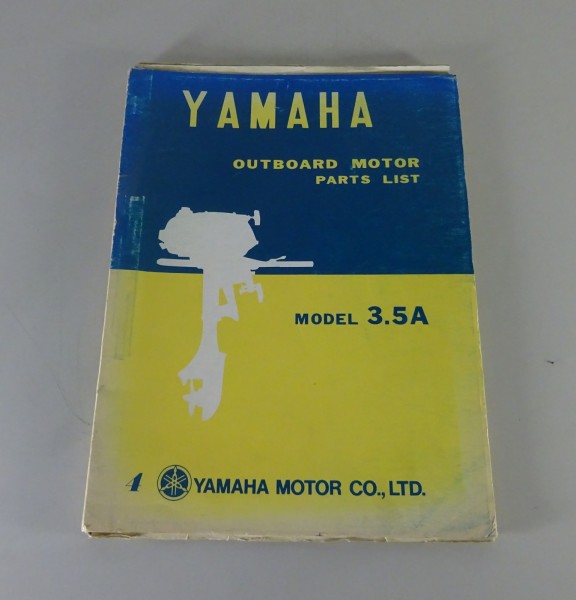 YAMAHA
OUTBOARD MOTOR
PARTS LIST
MODEL 3.5A
4 YAMAHA MOTOR CO., LTD.